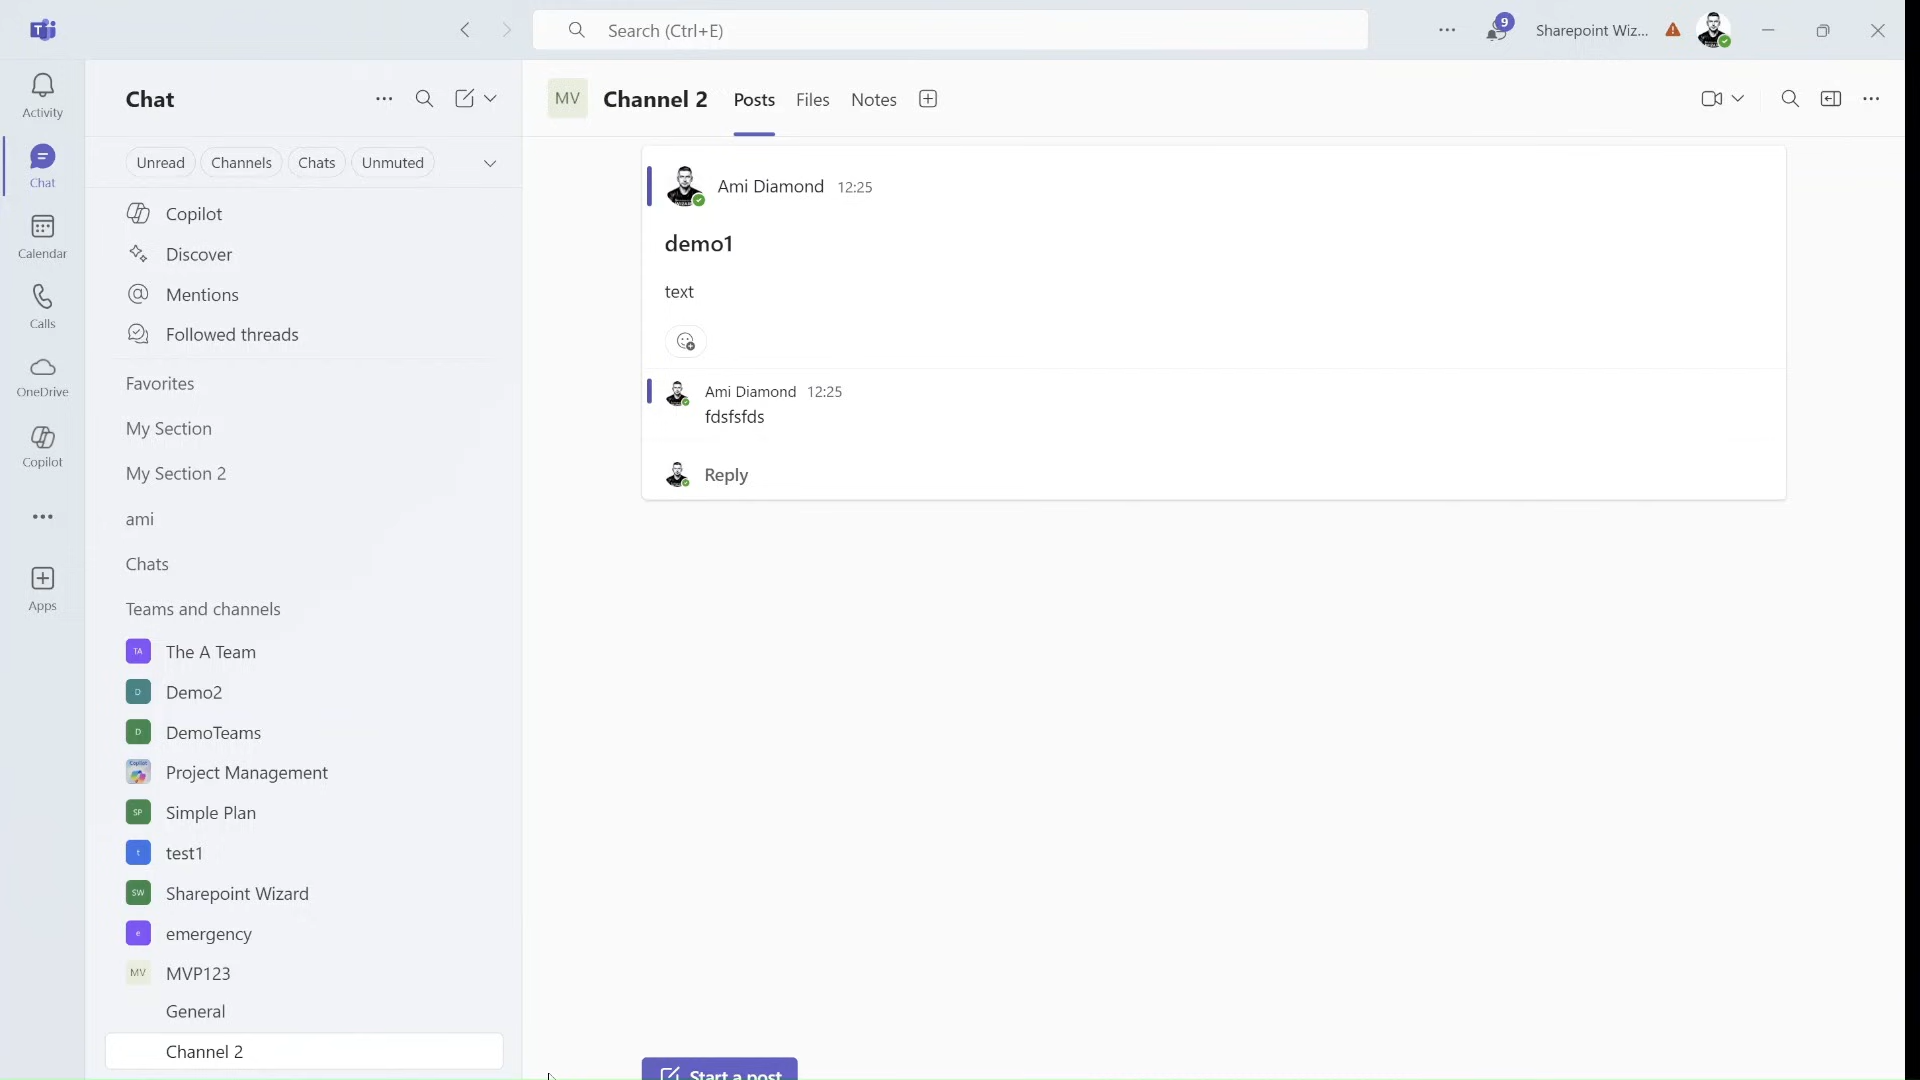 Search (Ctrl+E)
9
Sharepoint Wiz...
Activity
Chat
Calendar
Calls
OneDrive
Copilot
Apps
Chat
Unread
Channels
Chats
Unmuted
Copilot
Discover
Mentions
Followed threads
Favorites
My Section
My Section 2
ami
Chats
Teams and channels
TA The A Team
D Demo2
D DemoTeams
Copilot Project Management
SP Simple Plan
t test1
SW Sharepoint Wizard
e emergency
MV MVP123
General
Channel 2
MV Channel 2 Posts Files Notes
Ami Diamond 12:25
demo1
text
Ami Diamond 12:25
fdsfsfds
Reply
Start a post